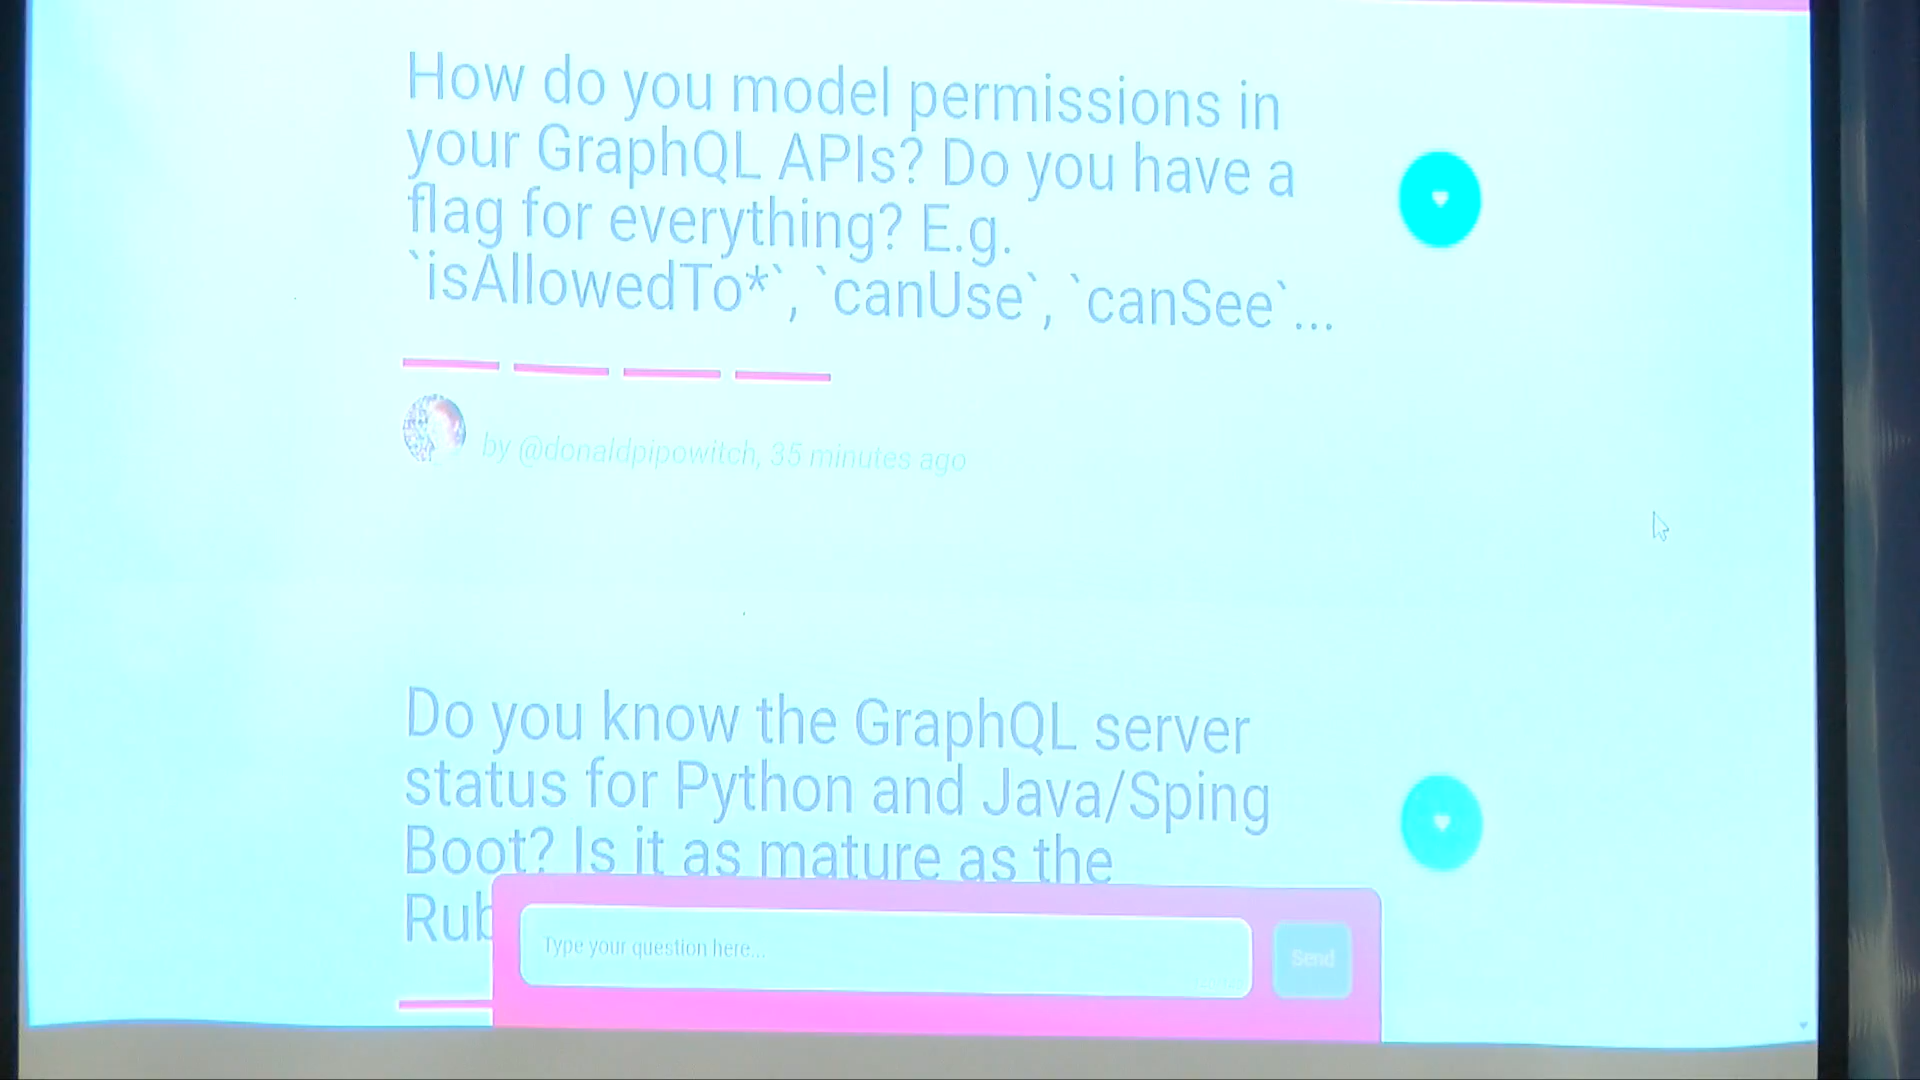 How do you model permissions in
your GraphQL APIs? Do you have a
flag for everything? E.g.
`isAllowedTo*`, `canUse`, `canSee`...
by @donaldpipowitch, 35 minutes ago
Do you know the GraphQL server
status for Python and Java/Sping
Boot? Is it as mature as the
Type your question here...
Send